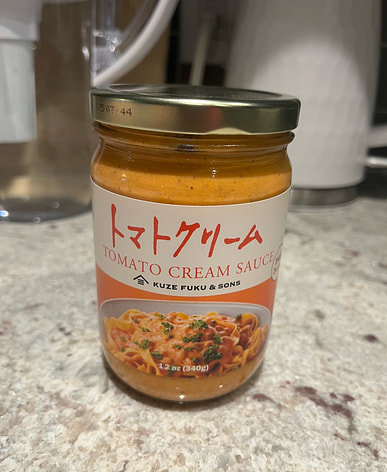 トマトクリーム
TOMATO CREAM SAUCE
KUZE FUKU & SONS
12 oz (340g)